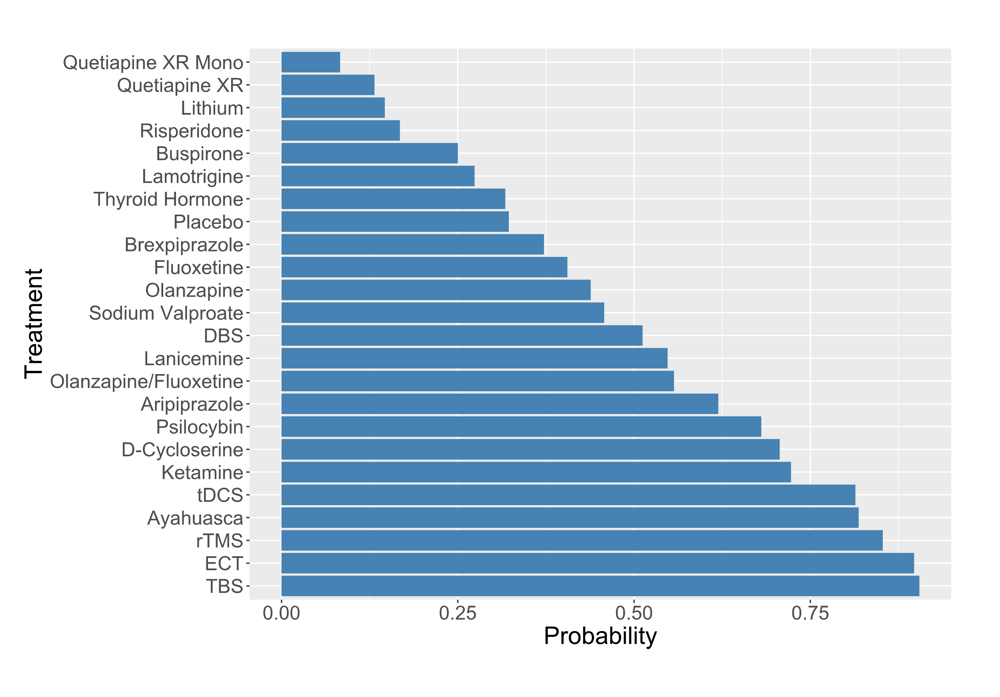 Quetiapine XR Mono
Quetiapine XR
Lithium
Risperidone
Buspirone
Lamotrigine
Thyroid Hormone
Placebo
Brexpiprazole
Fluoxetine
Olanzapine
Sodium Valproate
DBS
Lanicemine
Olanzapine/Fluoxetine
Aripiprazole
Psilocybin
D-Cycloserine
Ketamine
tDCS
Ayahuasca
rTMS
ECT
TBS
Treatment
0.00 0.25 0.50 0.75
Probability